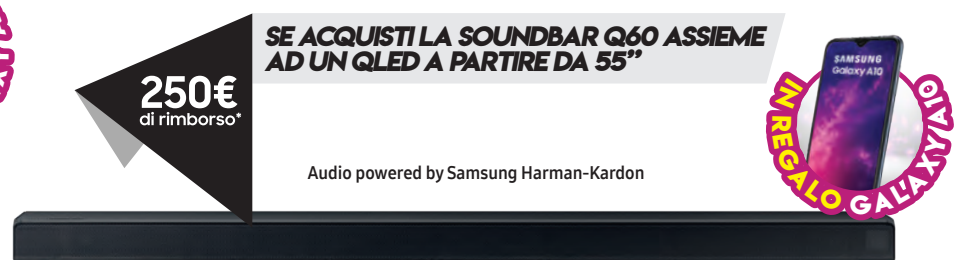 SE ACQUISTI LA SOUNDBAR Q60 ASSIEME
AD UN QLED A PARTIRE DA 55”
250€
di rimborso*
Audio powered by Samsung Harman-Kardon
SAMSUNG
Galaxy A10
IN REGALO GALAXY A10